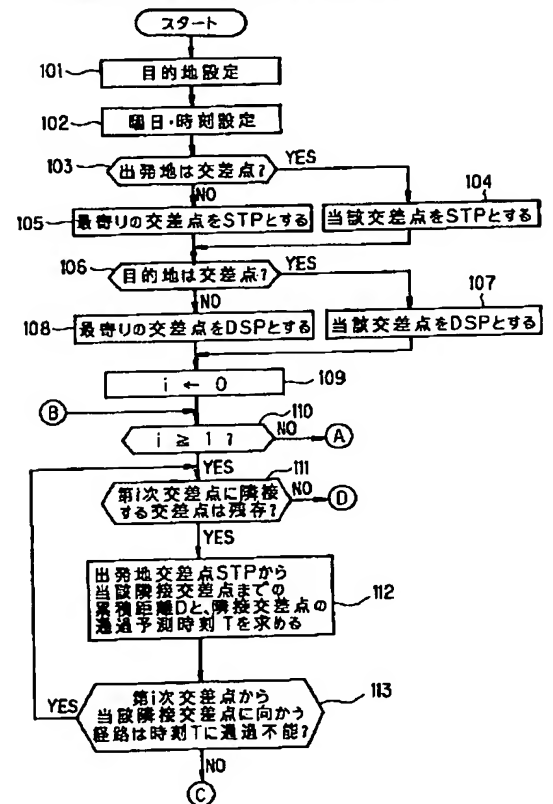 スタート
101 目的地設定
102 曜日・時刻設定
103 出発地は交差点? YES
NO 104
105 最寄りの交差点をSTPとする 当該交差点をSTPとする
106 目的地は交差点? YES
NO 107
108 最寄りの交差点をDSPとする 当該交差点をDSPとする
i ← 0 109
B 110
i ≥ 1 ? NO A
YES 111
第i次交差点に隣接
する交差点は残存? NO D
YES
出発地交差点STPから
当該隣接交差点までの
累積距離Dと、隣接交差点の
通過予測時刻Tを求める
112
第i次交差点から
当該隣接交差点に向かう
経路は時刻Tに通過不能?
113
YES
NO
C